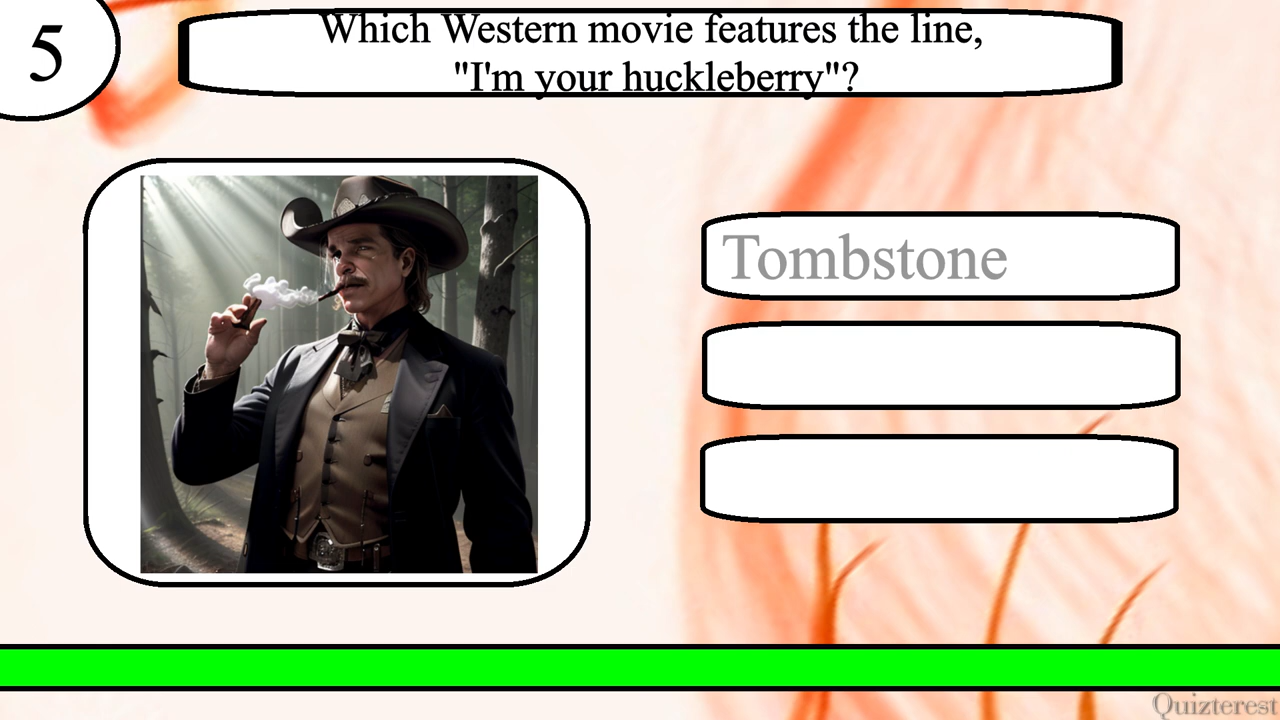 5
Which Western movie features the line,
"I'm your huckleberry"?
Tombstone
Quizterest